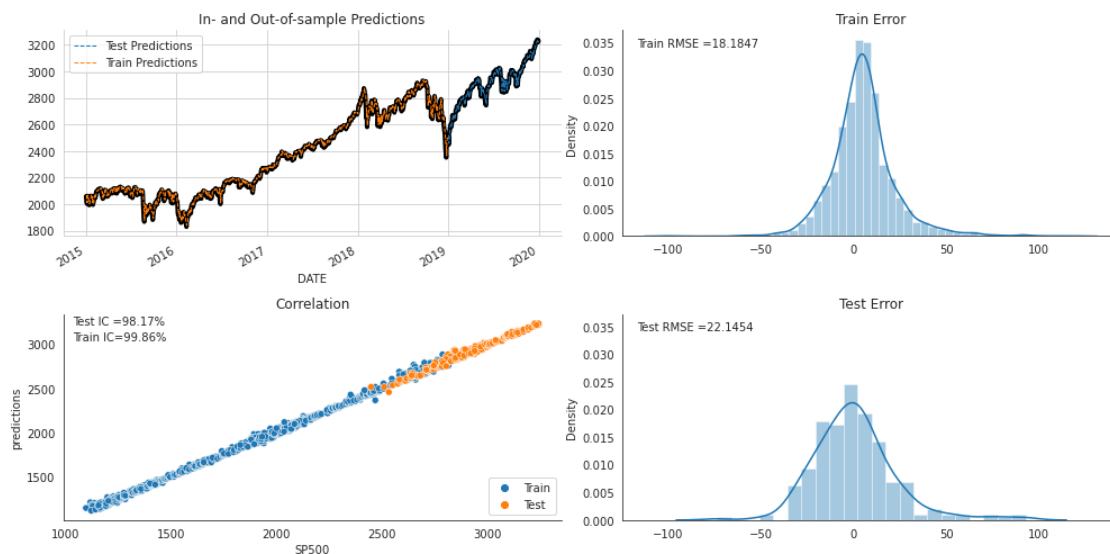 In- and Out-of-sample Predictions
Test Predictions
Train Predictions
3200
3000
2800
2600
2400
2200
2000
1800
2015
2016
2017
2018
2019
2020
DATE
Train Error
Train RMSE =18.1847
Density
0.035
0.030
0.025
0.020
0.015
0.010
0.005
0.000
−100
−50
0
50
100
Correlation
Test IC =98.17%
Train IC=99.86%
predictions
3000
2500
2000
1500
Train
Test
1000
1500
2000
2500
3000
SP500
Test Error
Test RMSE =22.1454
Density
0.035
0.030
0.025
0.020
0.015
0.010
0.005
0.000
−100
−50
0
50
100